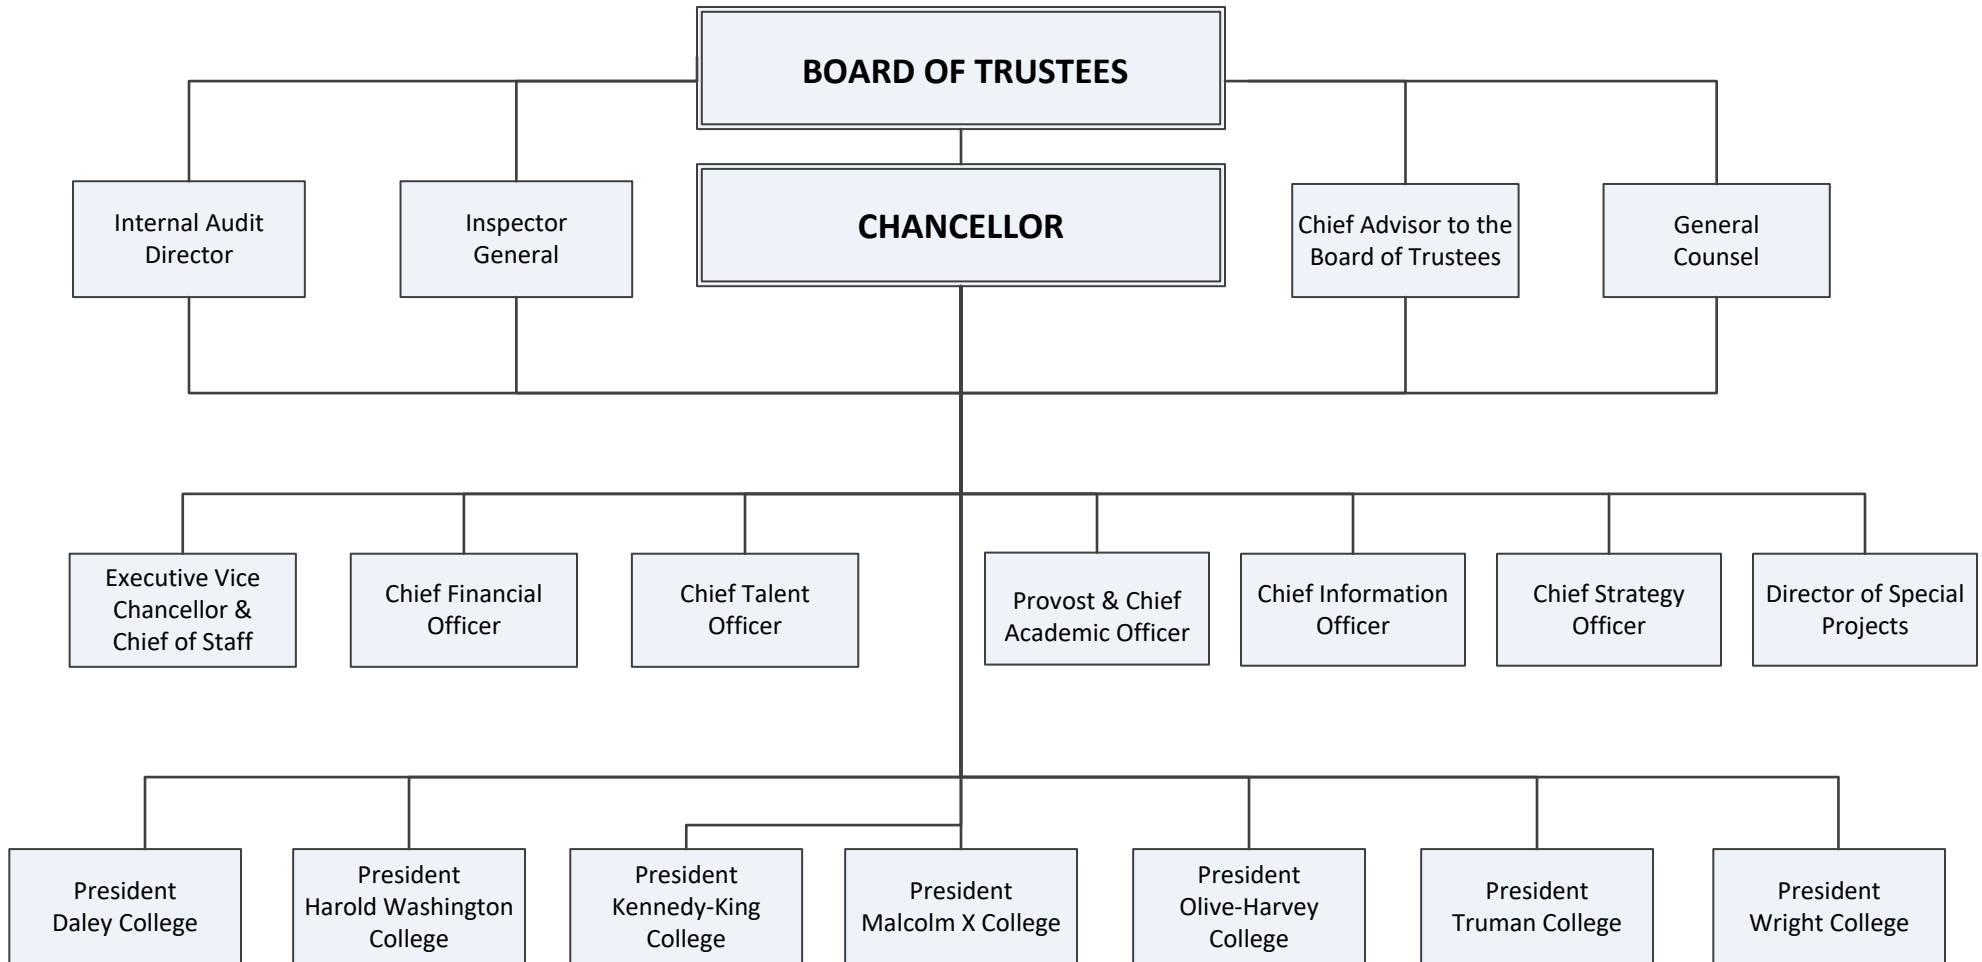 BOARD OF TRUSTEES
Internal Audit
Director
Inspector
General
CHANCELLOR
Chief Advisor to the
Board of Trustees
General
Counsel
Executive Vice
Chancellor &
Chief of Staff
Chief Financial
Officer
Chief Talent
Officer
Provost & Chief
Academic Officer
Chief Information
Officer
Chief Strategy
Officer
Director of Special
Projects
President
Daley College
President
Harold Washington
College
President
Kennedy-King
College
President
Malcolm X College
President
Olive-Harvey
College
President
Truman College
President
Wright College